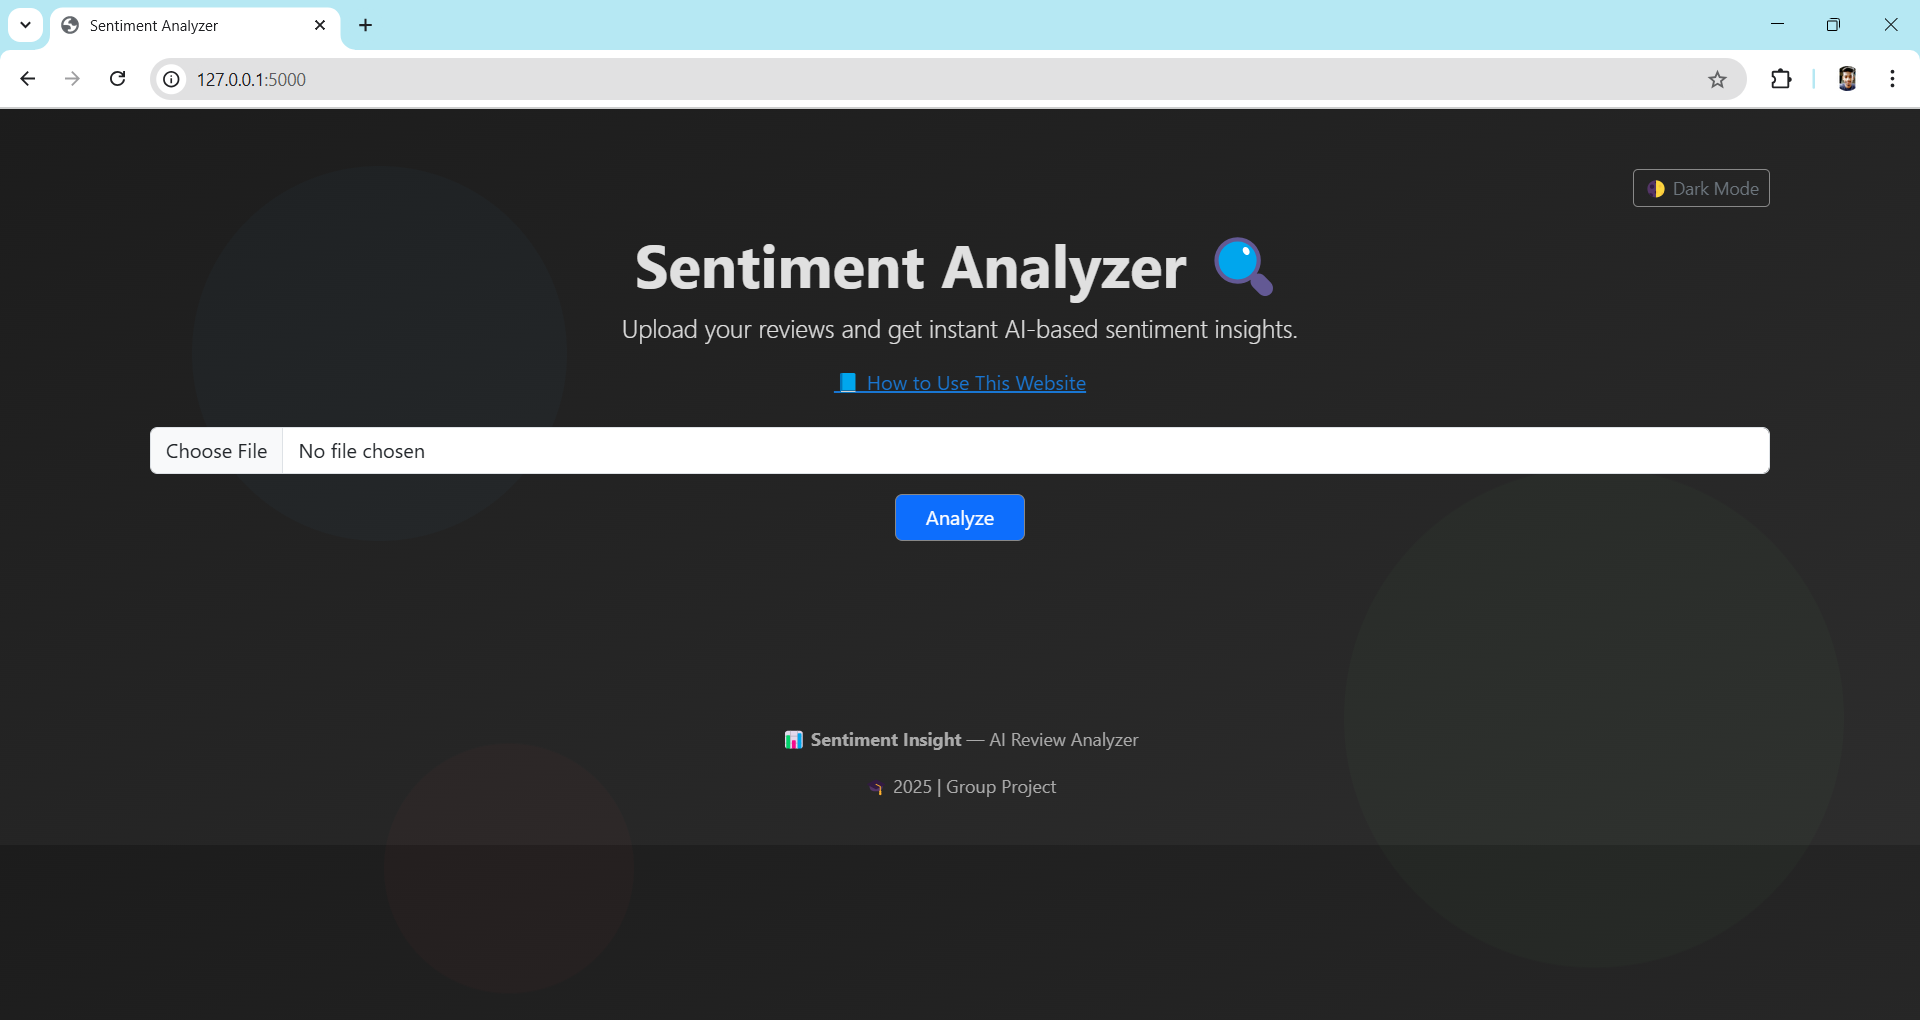 Sentiment Analyzer
127.0.0.1:5000
🌓 Dark Mode
Sentiment Analyzer 🔍
Upload your reviews and get instant AI-based sentiment insights.
📘 How to Use This Website
Choose File No file chosen
Analyze
📊 Sentiment Insight — AI Review Analyzer
🎓 2025 | Group Project